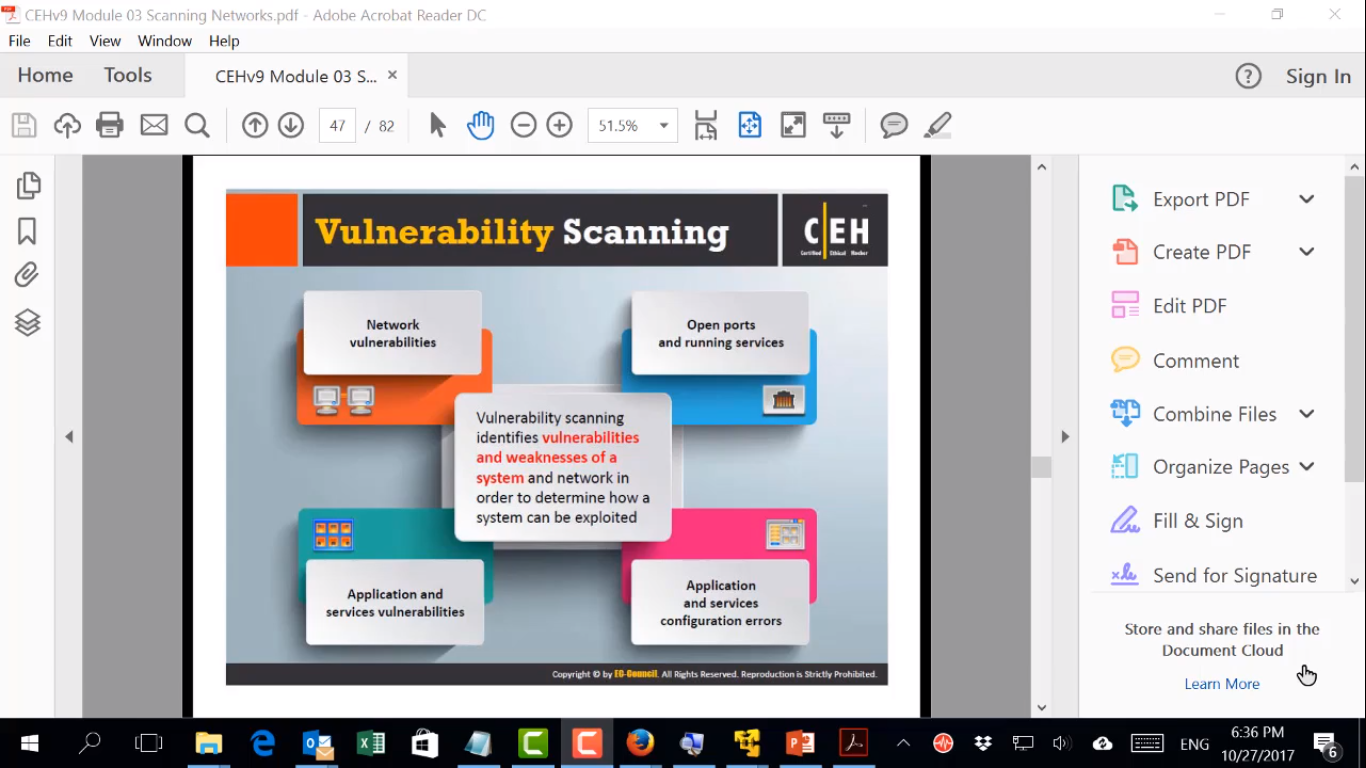 CEHv9 Module 03 Scanning Networks.pdf - Adobe Acrobat Reader DC
File Edit View Window Help
Home Tools CEHv9 Module 03 S... ×
? Sign In
47 / 82
51.5%
Vulnerability Scanning
CEH
Certified Ethical Hacker
Network
vulnerabilities
Open ports
and running services
Vulnerability scanning
identifies vulnerabilities
and weaknesses of a
system and network in
order to determine how a
system can be exploited
Application and
services vulnerabilities
Application
and services
configuration errors
Copyright © by EC-Council. All Rights Reserved. Reproduction is Strictly Prohibited.
Export PDF
Create PDF
Edit PDF
Comment
Combine Files
Organize Pages
Fill & Sign
Send for Signature
Store and share files in the
Document Cloud
Learn More
ENG
6:36 PM
10/27/2017
6